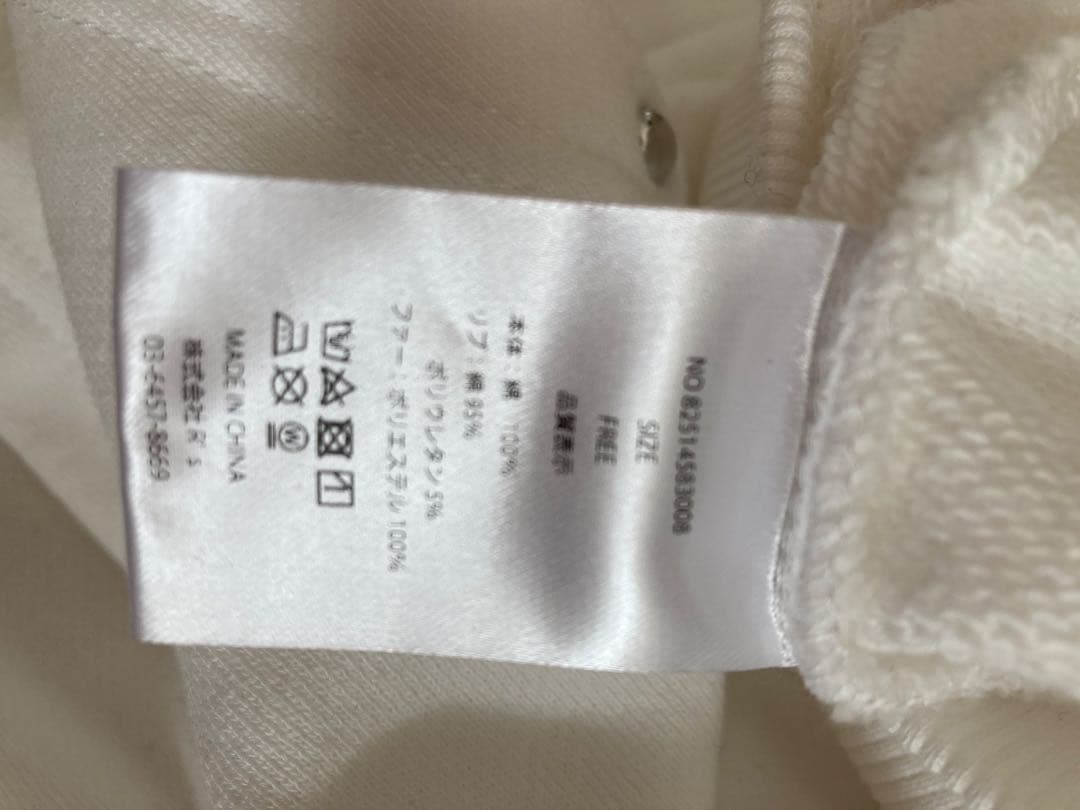 NO 82514583008
SIZE
FREE
品質表示
本体：綿 100%
リブ：綿 95%
ポリウレタン 5%
ファー：ポリエステル 100%
MADE IN CHINA
株式会社 K's
03-6457-8669